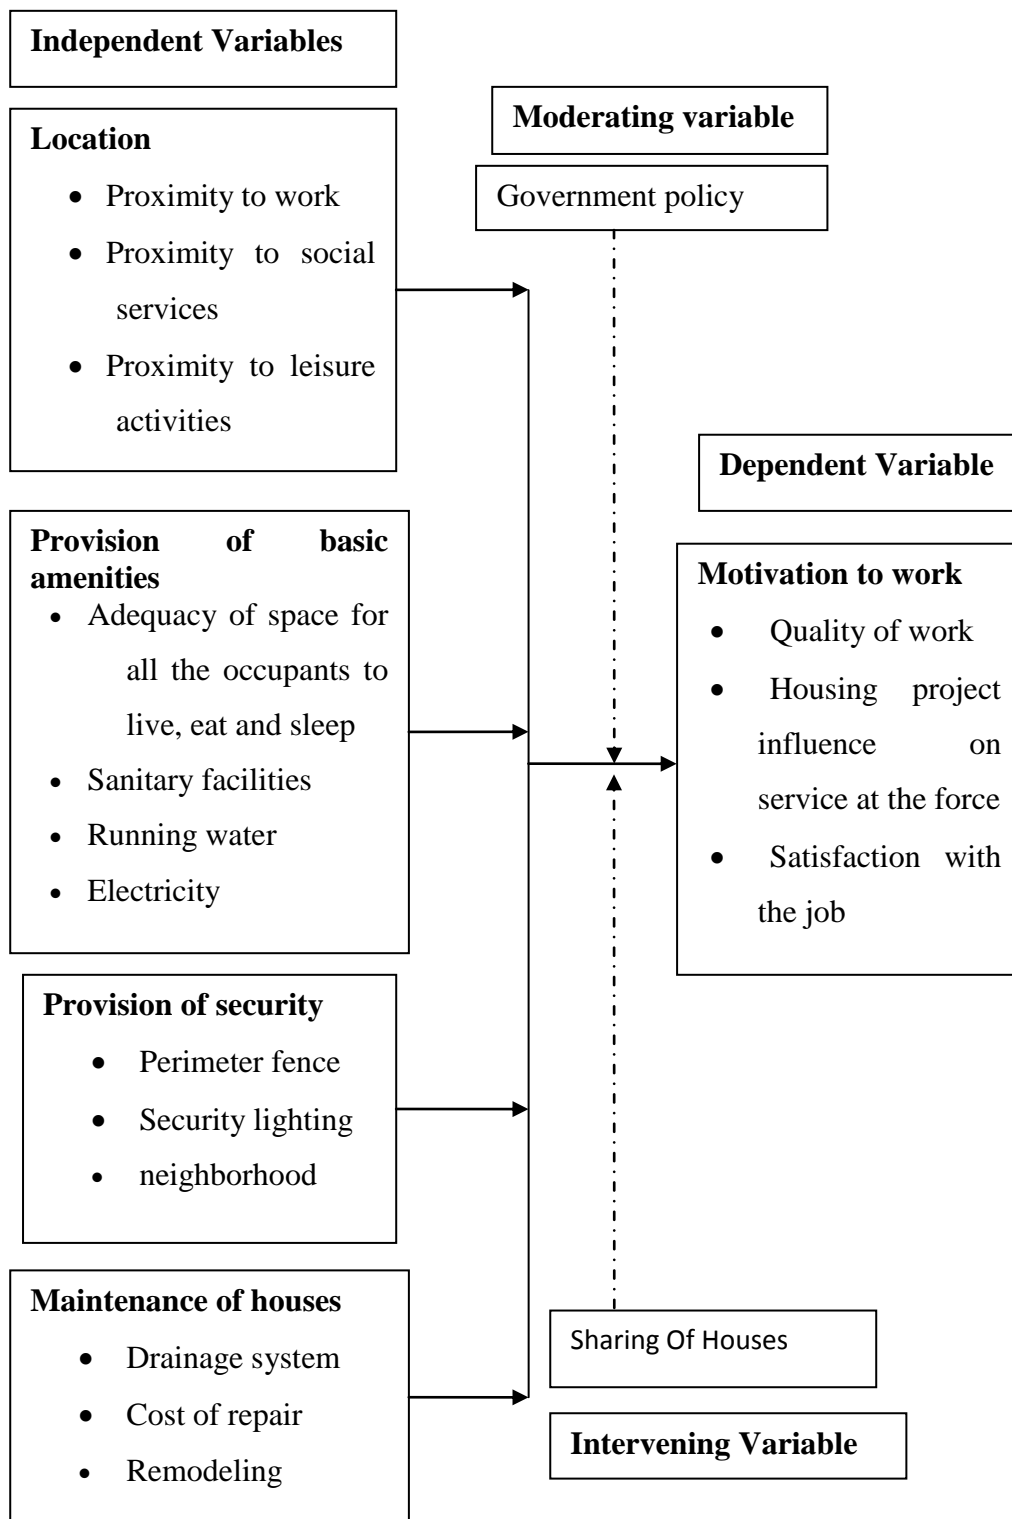 Independent Variables
Location
• Proximity to work
• Proximity to social
services
• Proximity to leisure
activities
Provision of basic
amenities
• Adequacy of space for
all the occupants to
live, eat and sleep
• Sanitary facilities
• Running water
• Electricity
Provision of security
• Perimeter fence
• Security lighting
• neighborhood
Maintenance of houses
• Drainage system
• Cost of repair
• Remodeling
Moderating variable
Government policy
Sharing Of Houses
Intervening Variable
Dependent Variable
Motivation to work
• Quality of work
• Housing project
influence on
service at the force
• Satisfaction with
the job